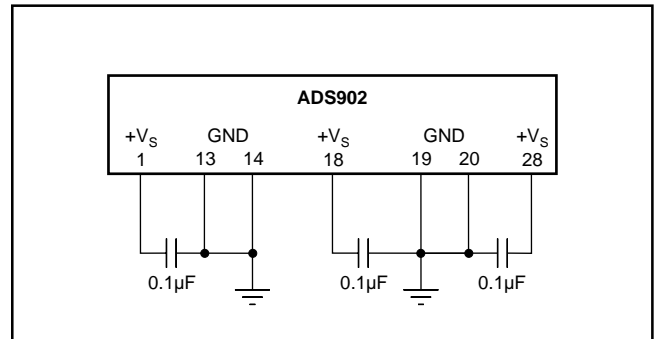 ADS902
+VS GND +VS GND +VS
1 13 14 18 19 20 28
0.1µF 0.1µF 0.1µF